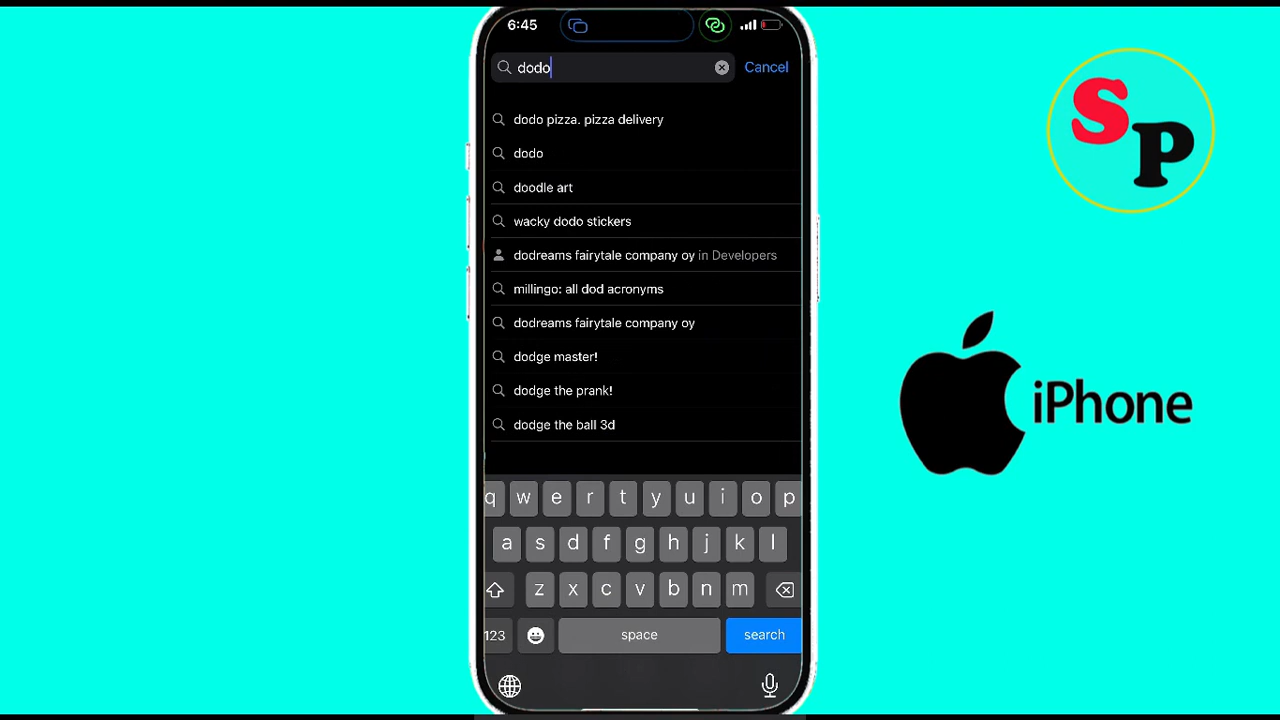 6:45
dodo
Cancel
dodo pizza. pizza delivery
dodo
doodle art
wacky dodo stickers
dodreams fairytale company oy in Developers
millingo: all dod acronyms
dodreams fairytale company oy
dodge master!
dodge the prank!
dodge the ball 3d
q w e r t y u i o p
a s d f g h j k l
z x c v b n m
123 space search
SP
iPhone